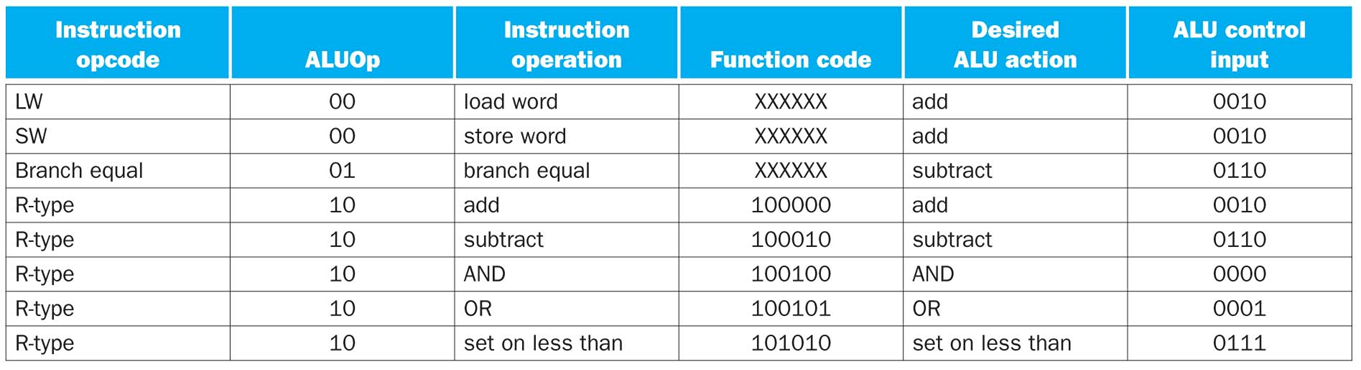 Instruction opcode ALUOp Instruction operation Function code Desired ALU action ALU control input
LW 00 load word XXXXXX add 0010
SW 00 store word XXXXXX add 0010
Branch equal 01 branch equal XXXXXX subtract 0110
R-type 10 add 100000 add 0010
R-type 10 subtract 100010 subtract 0110
R-type 10 AND 100100 AND 0000
R-type 10 OR 100101 OR 0001
R-type 10 set on less than 101010 set on less than 0111